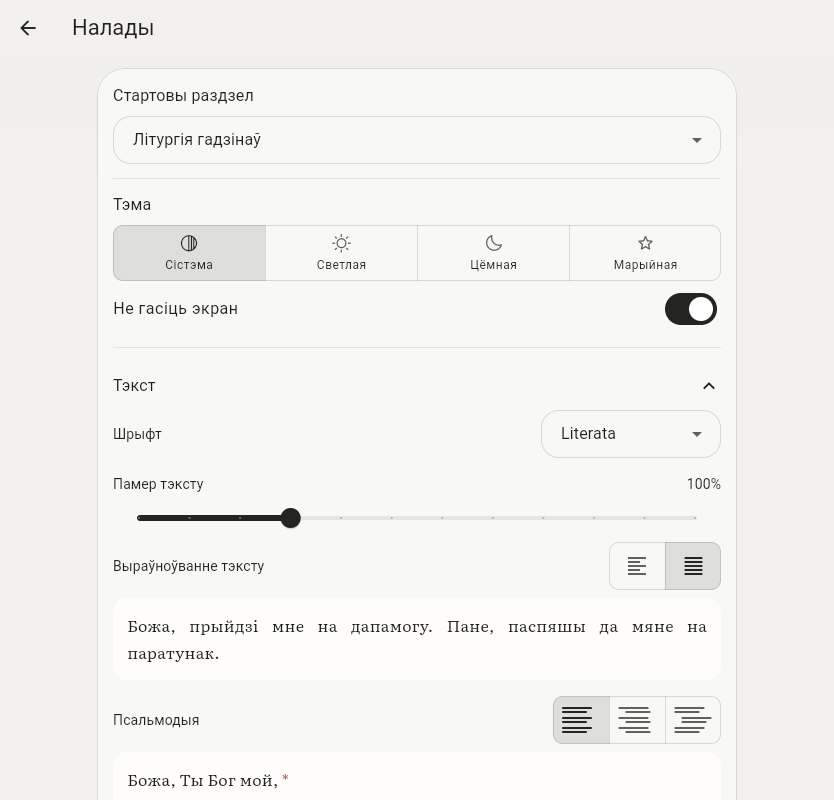 Налады
Стартовы раздзел
Літургія гадзінаў
Тэма
Сістэма
Светлая
Цёмная
Марыйная
Не гасіць экран
Тэкст
Шрыфт
Literata
Памер тэксту
100%
Выраўноўванне тэксту
Божа, прыйдзі мне на дапамогу. Пане, паспяшы да мяне на
паратунак.
Псальмодыя
Божа, Ты Бог мой, *